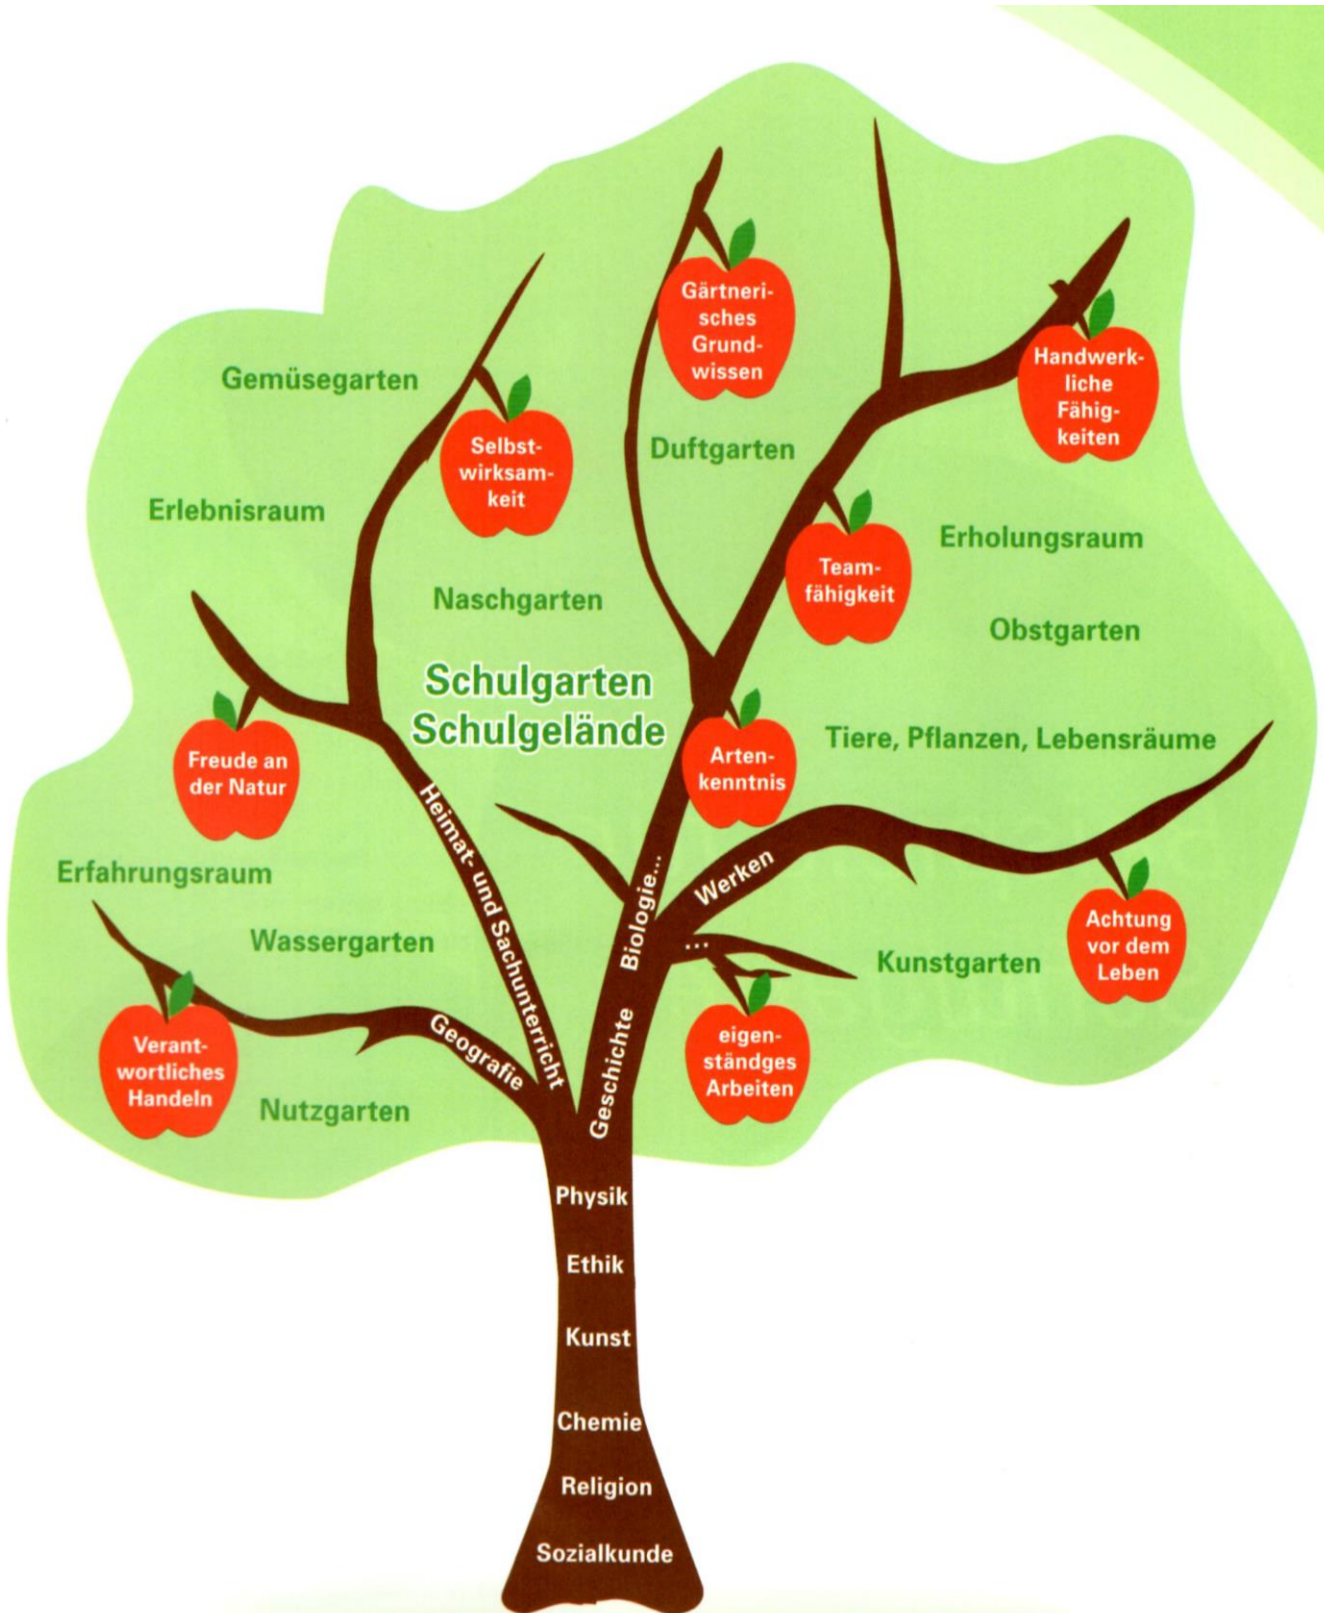 Gärtneri-
sches
Grund-
wissen
Handwerk-
liche
Fähig-
keiten
Gemüsegarten
Selbst-
wirksam-
keit
Duftgarten
Erlebnisraum
Erholungsraum
Team-
fähigkeit
Naschgarten
Obstgarten
Schulgarten
Schulgelände
Tiere, Pflanzen, Lebensräume
Freude an
der Natur
Arten-
kenntnis
Heimat- und Sachunterricht
Biologie...
Werken
Erfahrungsraum
Wassergarten
...
Kunstgarten
Achtung
vor dem
Leben
Geografie
Geschichte
eigen-
ständges
Arbeiten
Verant-
wortliches
Handeln
Nutzgarten
Physik
Ethik
Kunst
Chemie
Religion
Sozialkunde